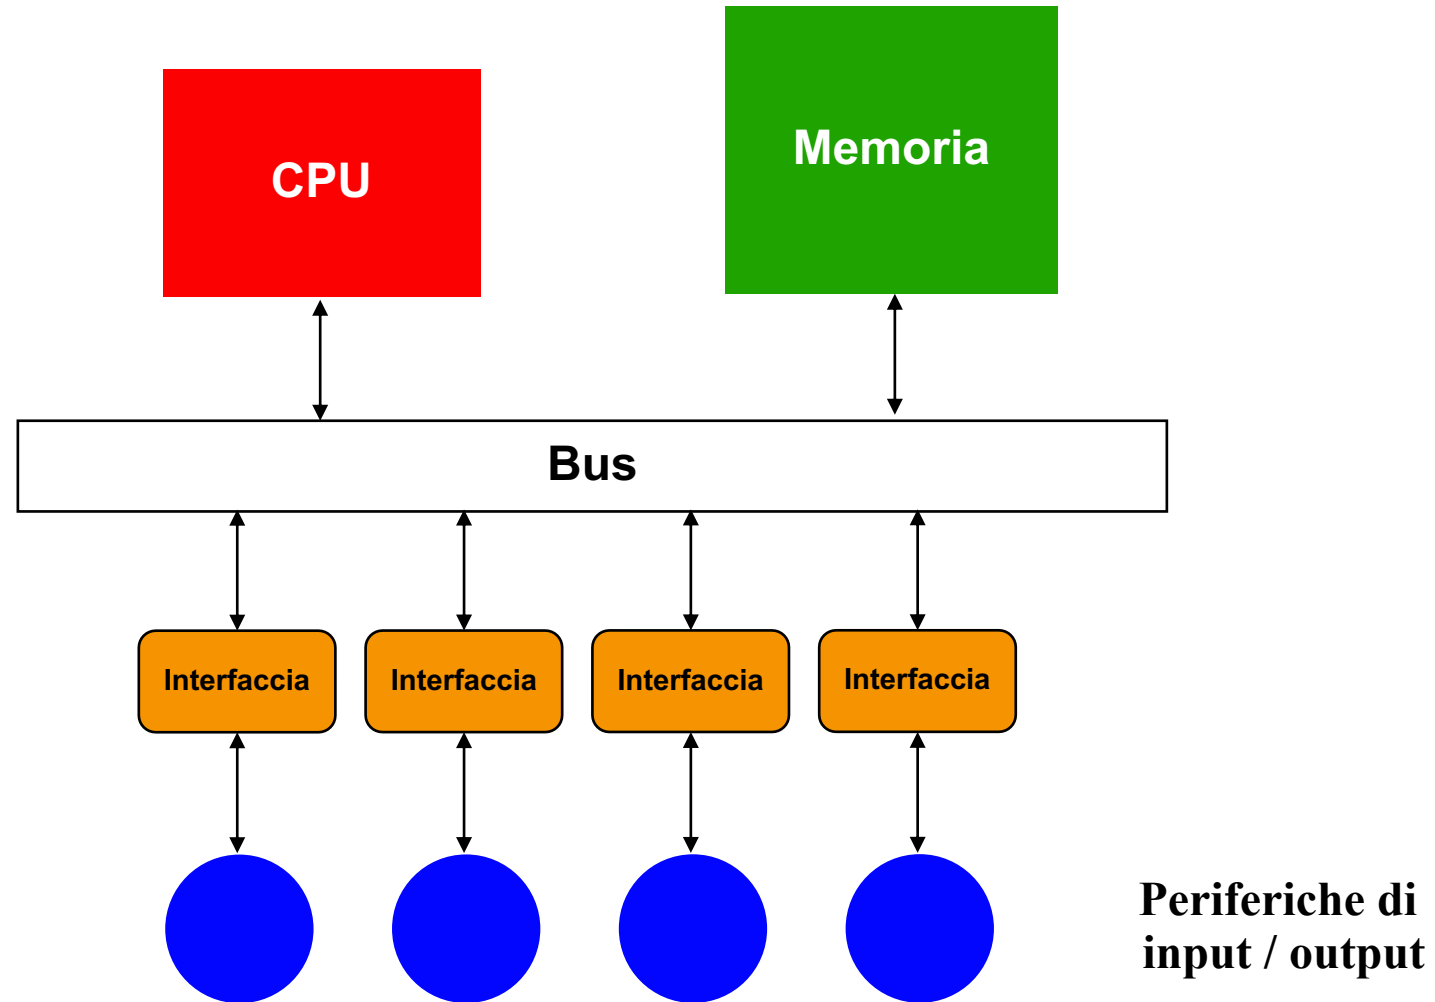 CPU
Memoria
Bus
Interfaccia
Interfaccia
Interfaccia
Interfaccia
Periferiche di
input / output